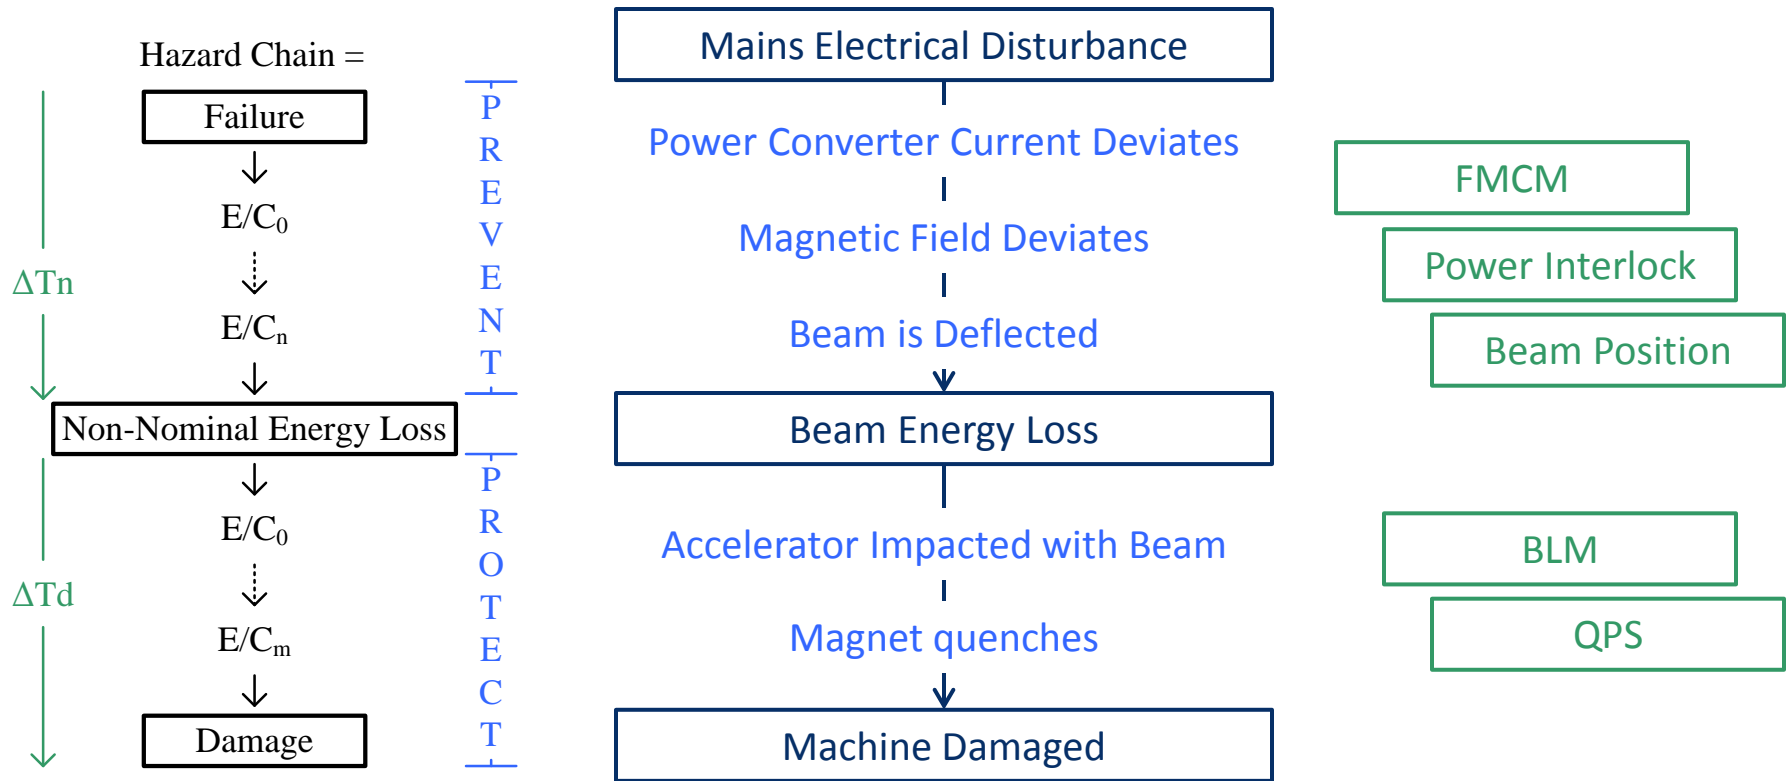 Hazard Chain =
Failure
E/C₀
E/Cₙ
Non-Nominal Energy Loss
E/C₀
E/Cₘ
Damage
ΔTn
ΔTd
PREVENT
PROTECT
Mains Electrical Disturbance
Power Converter Current Deviates
Magnetic Field Deviates
Beam is Deflected
Beam Energy Loss
Accelerator Impacted with Beam
Magnet quenches
Machine Damaged
FMCM
Power Interlock
Beam Position
BLM
QPS